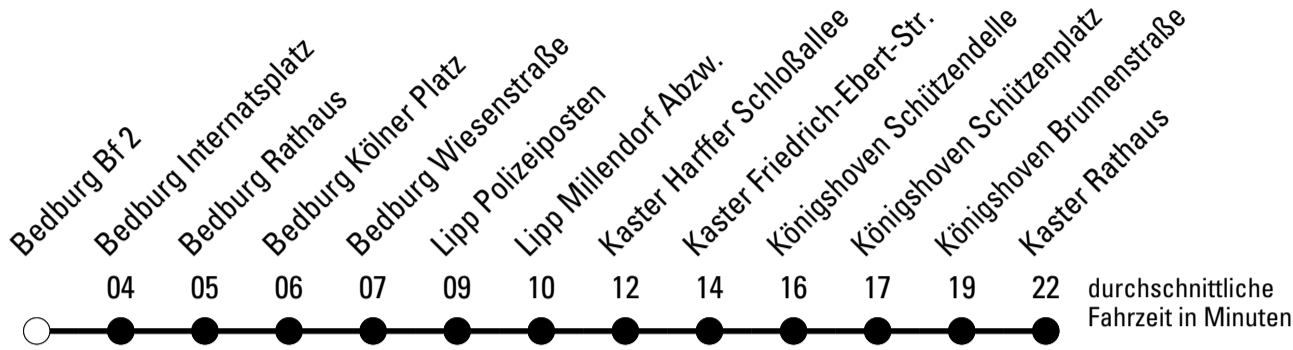 Bedburg Bf 2
Bedburg Internatsplatz
Bedburg Rathaus
Bedburg Kölner Platz
Bedburg Wiesenstraße
Lipp Polizeiposten
Lipp Millendorf Abzw.
Kaster Harffer Schloßallee
Kaster Friedrich-Ebert-Str.
Königshoven Schützendelle
Königshoven Schützenplatz
Königshoven Brunnenstraße
Kaster Rathaus
04 05 06 07 09 10 12 14 16 17 19 22
durchschnittliche
Fahrzeit in Minuten